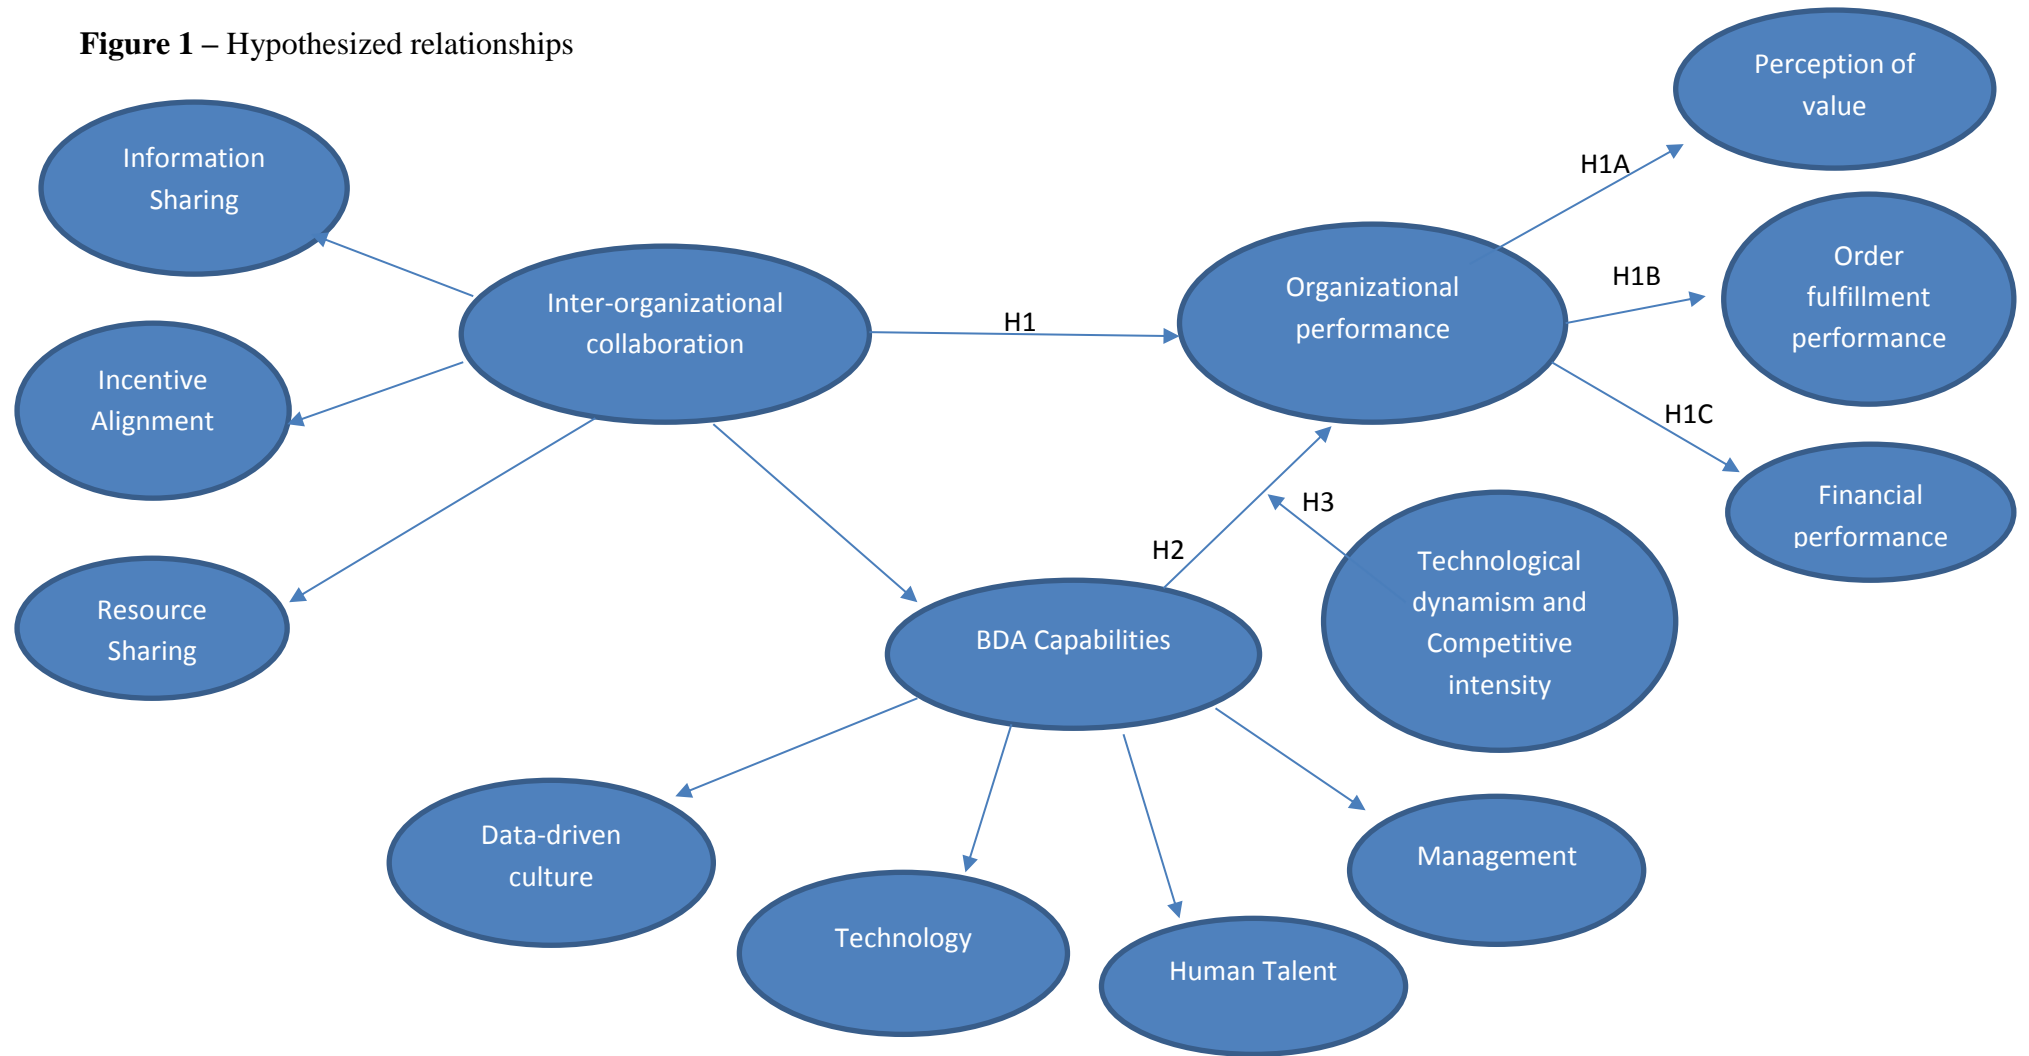 Figure 1 – Hypothesized relationships
Perception of
value
Information
Sharing
H1A
Order
fulfillment
performance
H1B
Inter-organizational
collaboration
H1
Organizational
performance
Incentive
Alignment
H1C
Financial
performance
H3
H2
Technological
dynamism and
Competitive
intensity
Resource
Sharing
BDA Capabilities
Data-driven
culture
Technology
Human Talent
Management